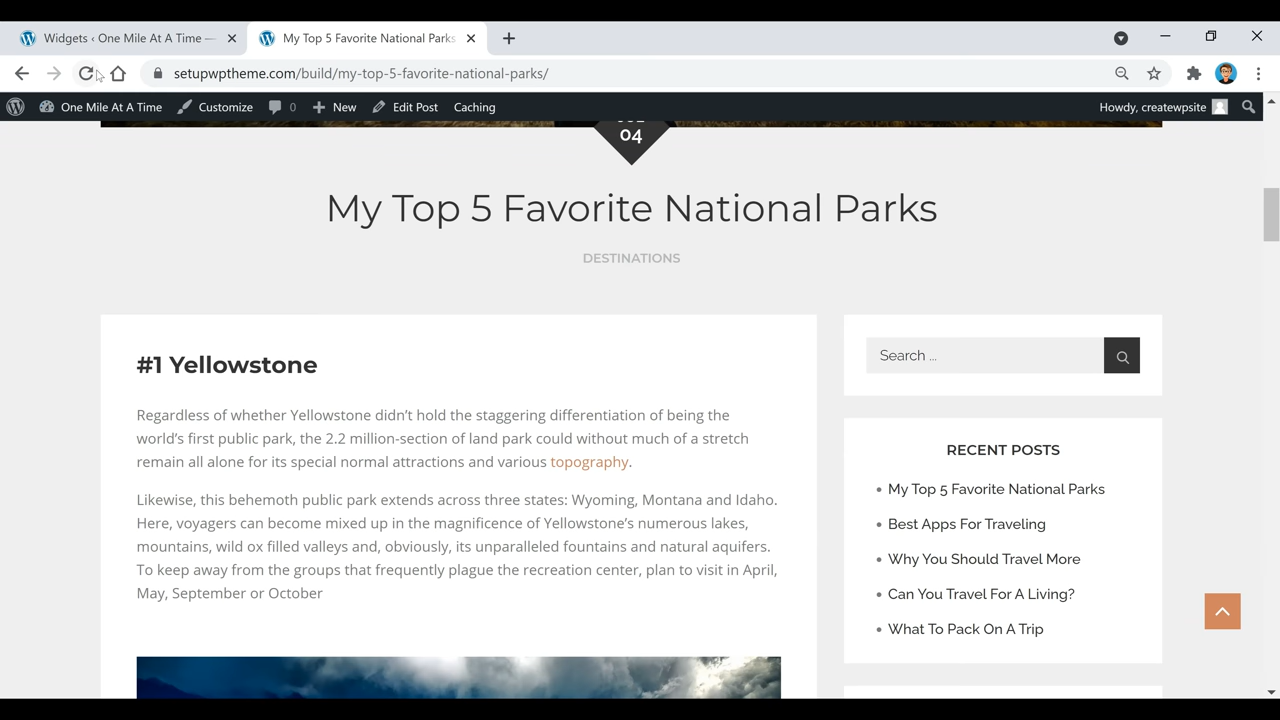 Widgets ‹ One Mile At A Time —
My Top 5 Favorite National Parks
setupwptheme.com/build/my-top-5-favorite-national-parks/
One Mile At A Time Customize 0 New Edit Post Caching Howdy, createwpsite
04
My Top 5 Favorite National Parks
DESTINATIONS
#1 Yellowstone
Regardless of whether Yellowstone didn’t hold the staggering differentiation of being the
world’s first public park, the 2.2 million-section of land park could without much of a stretch
remain all alone for its special normal attractions and various topography.
Likewise, this behemoth public park extends across three states: Wyoming, Montana and Idaho.
Here, voyagers can become mixed up in the magnificence of Yellowstone’s numerous lakes,
mountains, wild ox filled valleys and, obviously, its unparalleled fountains and natural aquifers.
To keep away from the groups that frequently plague the recreation center, plan to visit in April,
May, September or October
Search ...
RECENT POSTS
My Top 5 Favorite National Parks
Best Apps For Traveling
Why You Should Travel More
Can You Travel For A Living?
What To Pack On A Trip